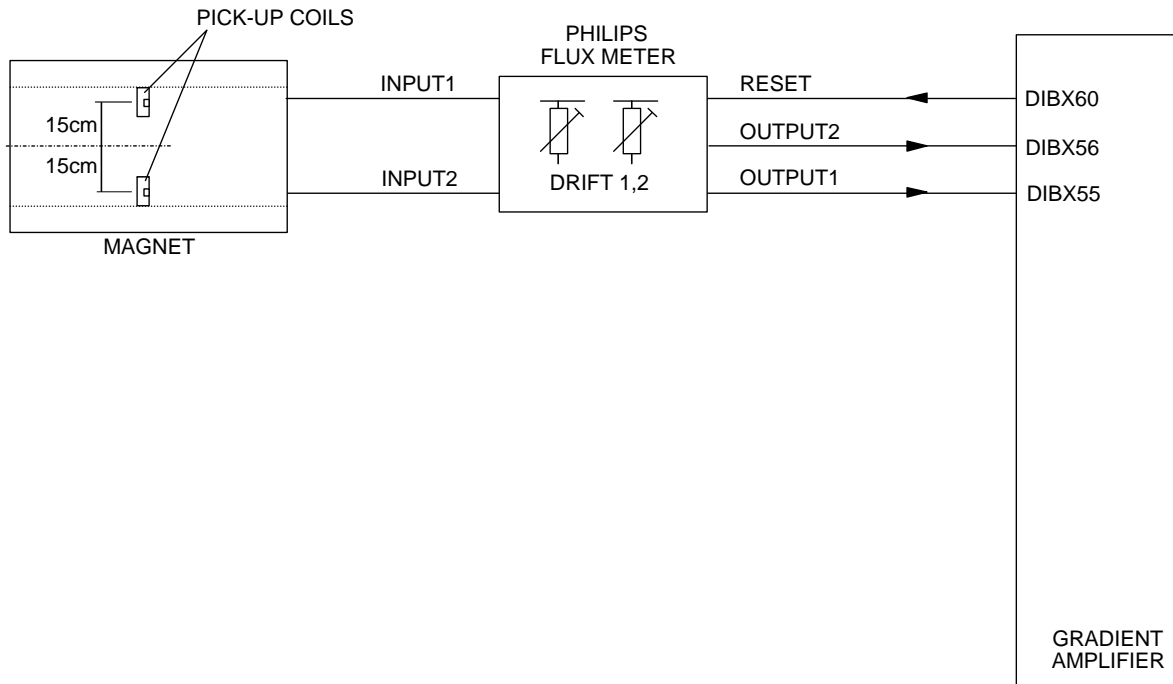 PICK-UP COILS
PHILIPS
FLUX METER
INPUT1
RESET
DIBX60
15cm
OUTPUT2
DIBX56
15cm
INPUT2
DRIFT 1,2
OUTPUT1
DIBX55
MAGNET
GRADIENT
AMPLIFIER